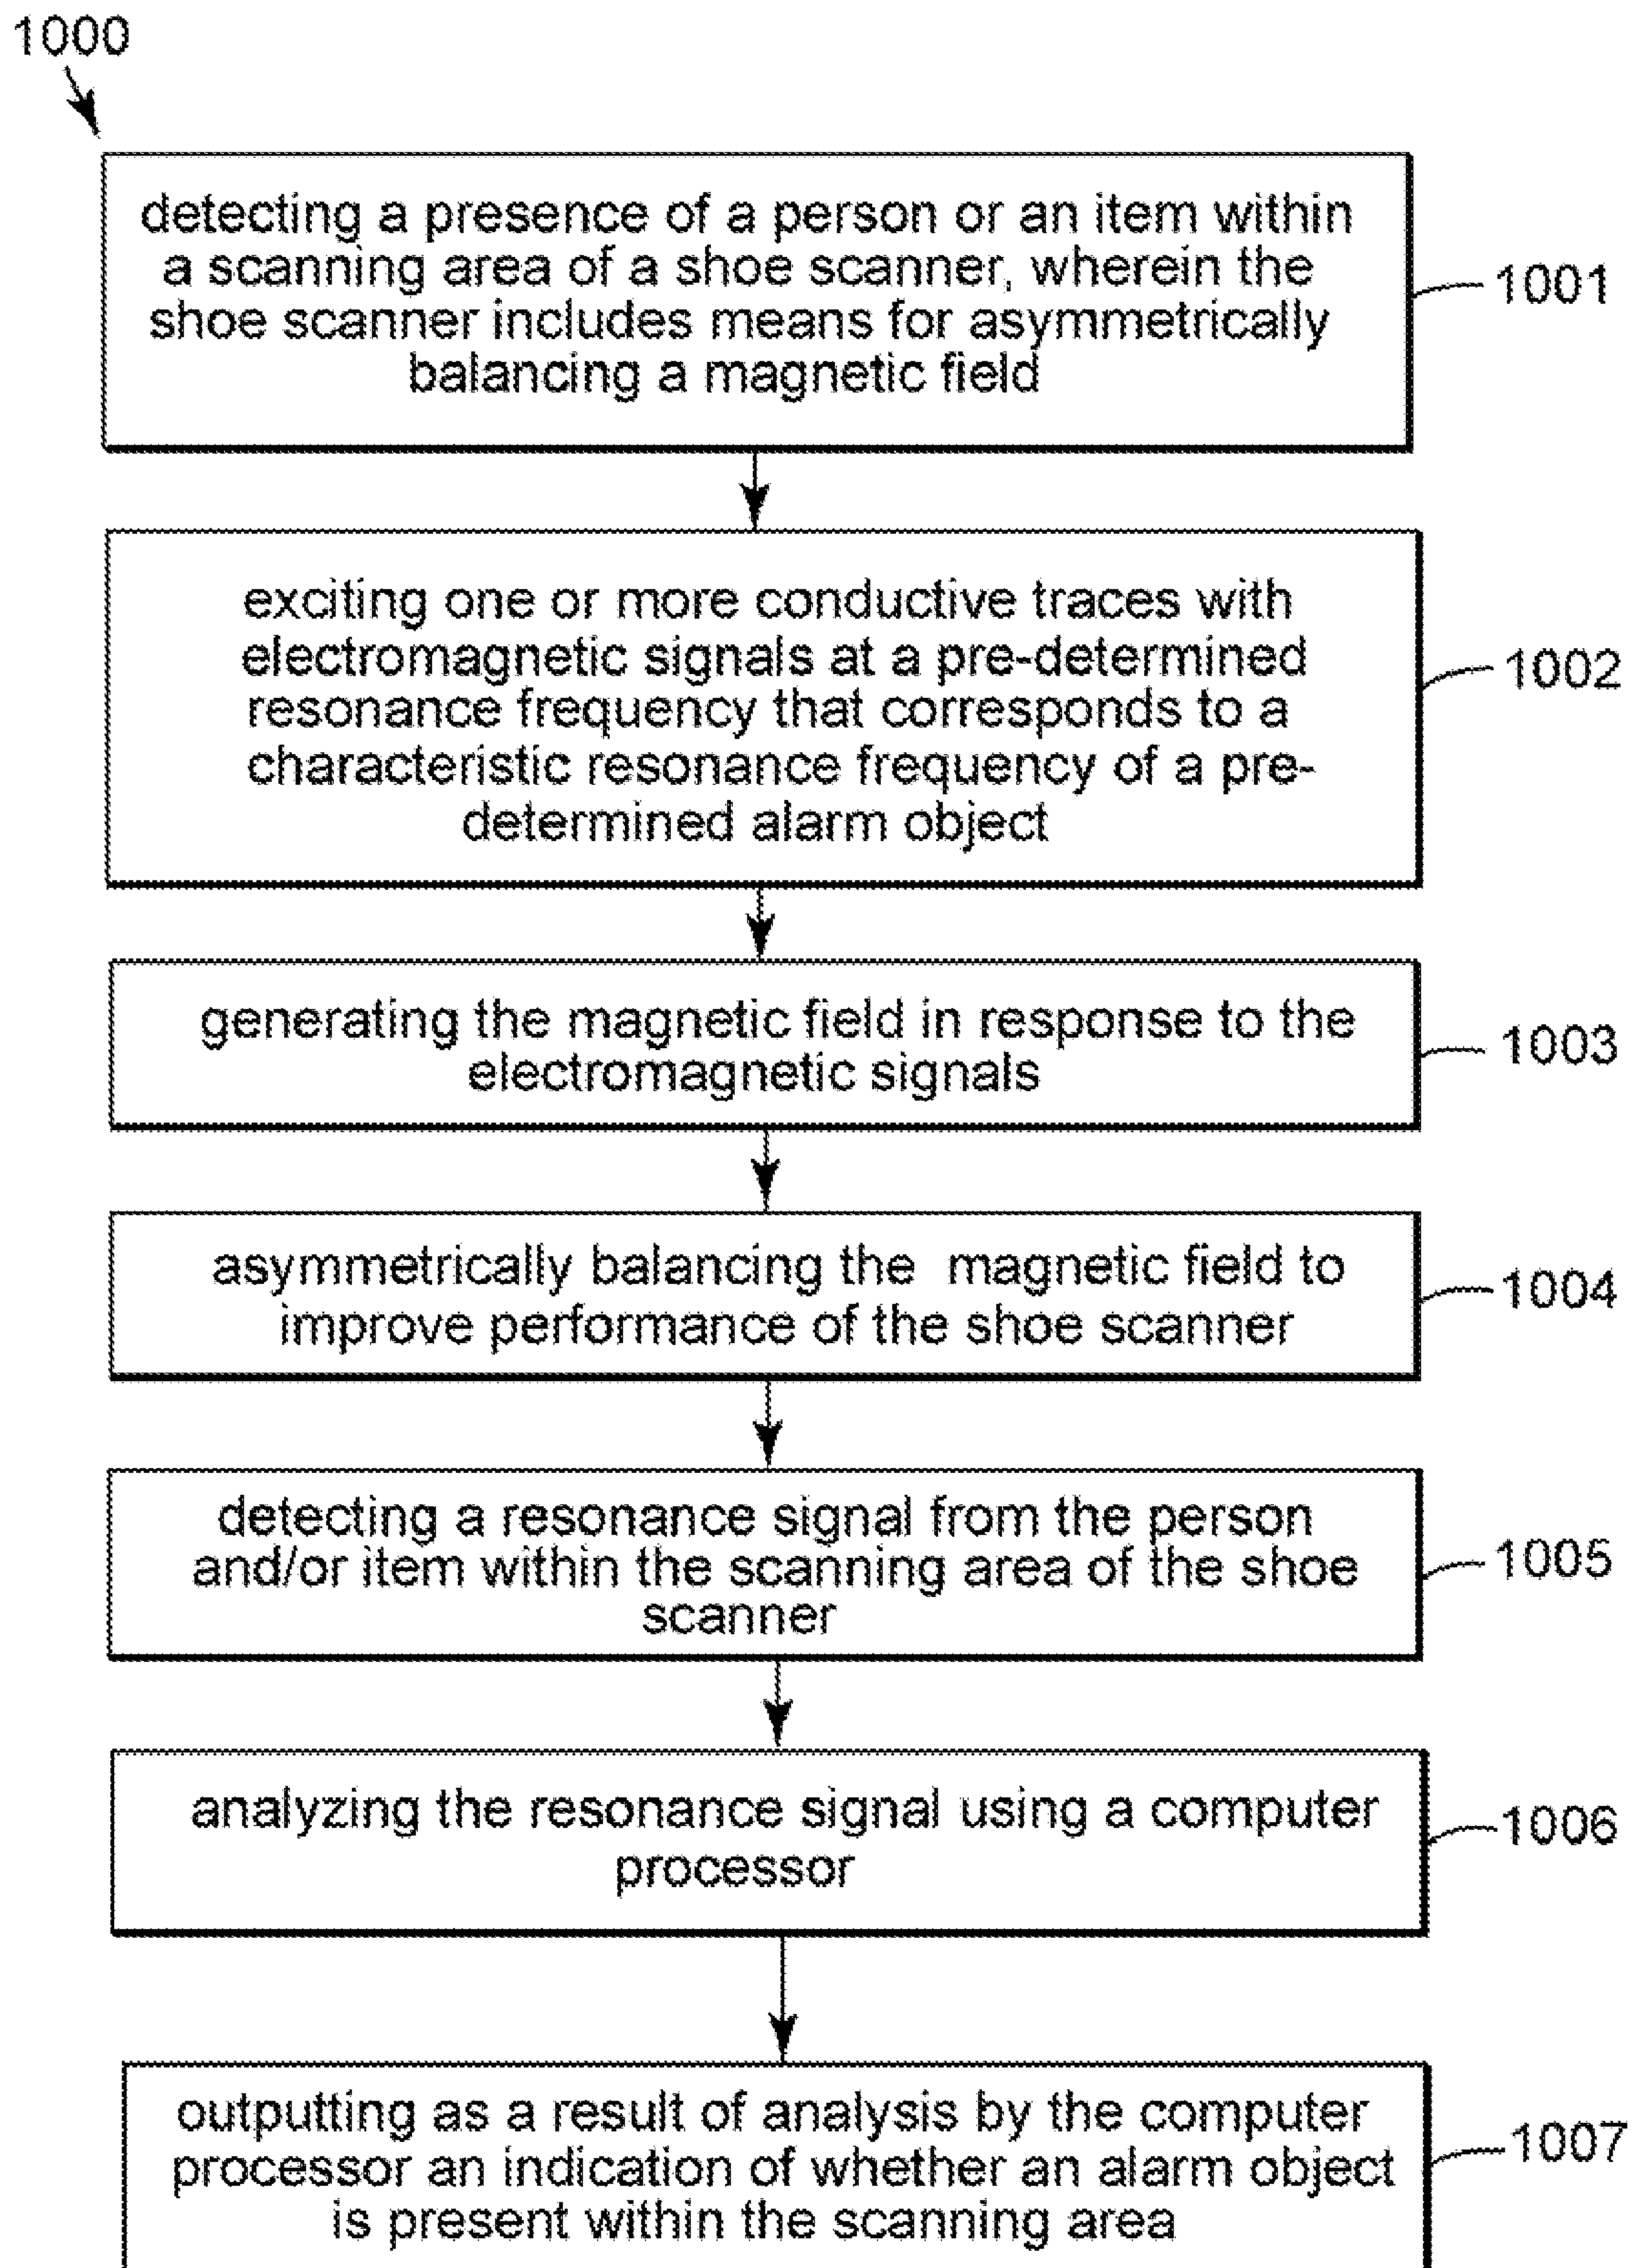 1000
detecting a presence of a person or an item within
a scanning area of a shoe scanner, wherein the
shoe scanner includes means for asymmetrically
balancing a magnetic field
1001
exciting one or more conductive traces with
electromagnetic signals at a pre-determined
resonance frequency that corresponds to a
characteristic resonance frequency of a pre-
determined alarm object
1002
generating the magnetic field in response to the
electromagnetic signals
1003
asymmetrically balancing the magnetic field to
improve performance of the shoe scanner
1004
detecting a resonance signal from the person
and/or item within the scanning area of the shoe
scanner
1005
analyzing the resonance signal using a computer
processor
1006
outputting as a result of analysis by the computer
processor an indication of whether an alarm object
is present within the scanning area
1007